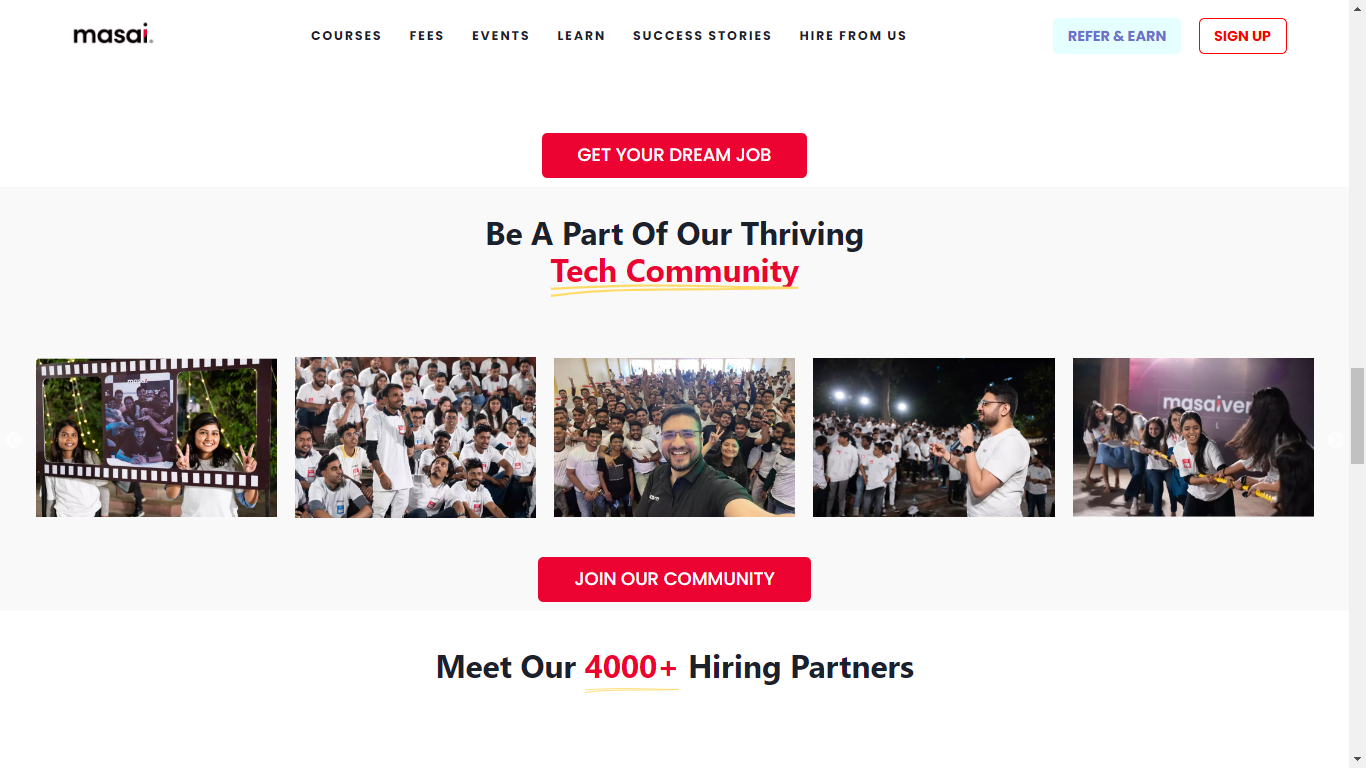 masai.
COURSES
FEES
EVENTS
LEARN
SUCCESS STORIES
HIRE FROM US
REFER & EARN
SIGN UP
GET YOUR DREAM JOB
Be A Part Of Our Thriving
Tech Community
masai
masaiver
JOIN OUR COMMUNITY
Meet Our 4000+ Hiring Partners